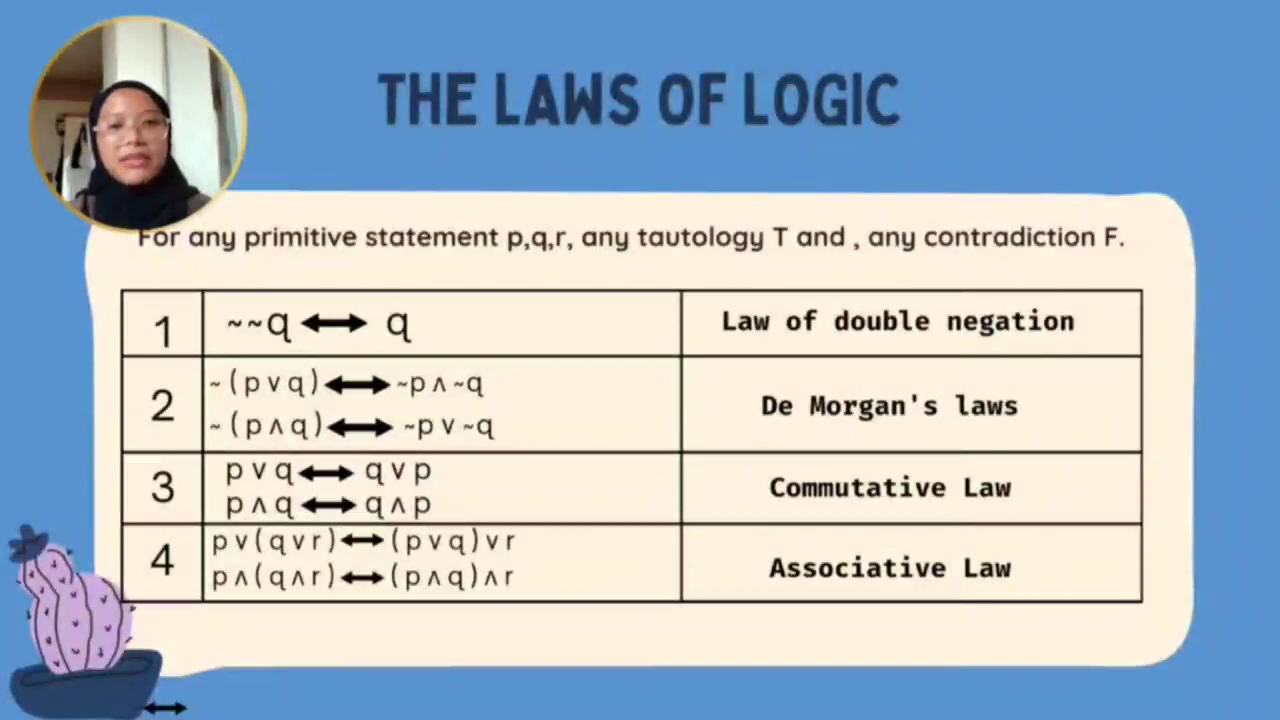 THE LAWS OF LOGIC
For any primitive statement p,q,r, any tautology T and , any contradiction F.
1 ~~q ⟷ q Law of double negation
2 ~(p∨q) ⟷ ~p∧~q De Morgan's laws
~(p∧q) ⟷ ~p∨~q
3 p∨q ⟷ q∨p Commutative Law
p∧q ⟷ q∧p
4 p∨(q∨r) ⟷ (p∨q)∨r Associative Law
p∧(q∧r) ⟷ (p∧q)∧r